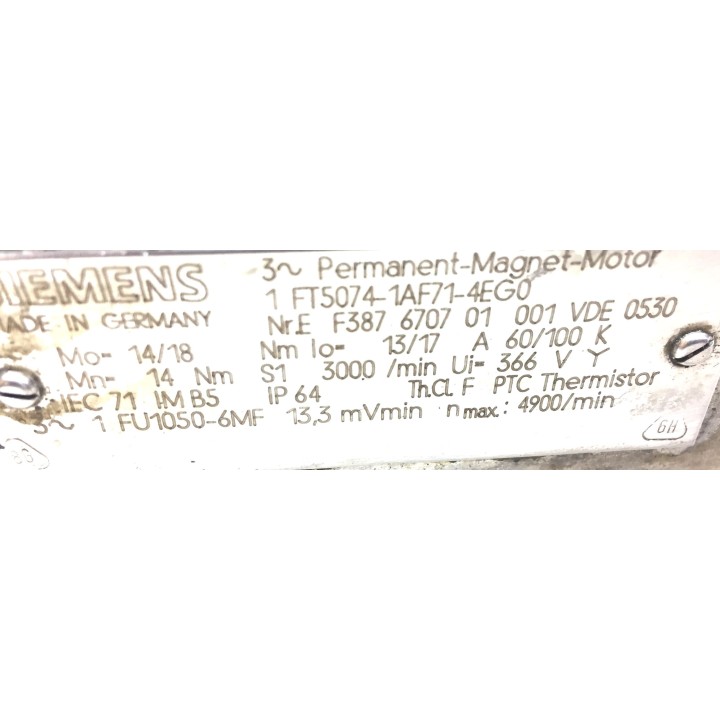 SIEMENS
MADE IN GERMANY
3~ Permanent-Magnet-Motor
1 FT5074-1AF71-4EG0
Nr.E F387 6707 01 001 VDE 0530
Mo- 14/18 Nm Io- 13/17 A 60/100 K
Mn- 14 Nm S1 3000 /min Ui- 366 V Y
IEC 71 IM B5 IP 64 Th.Cl. F PTC Thermistor
3~ 1 FU1050-6MF 13,3 mVmin n max.: 4900/min
GH